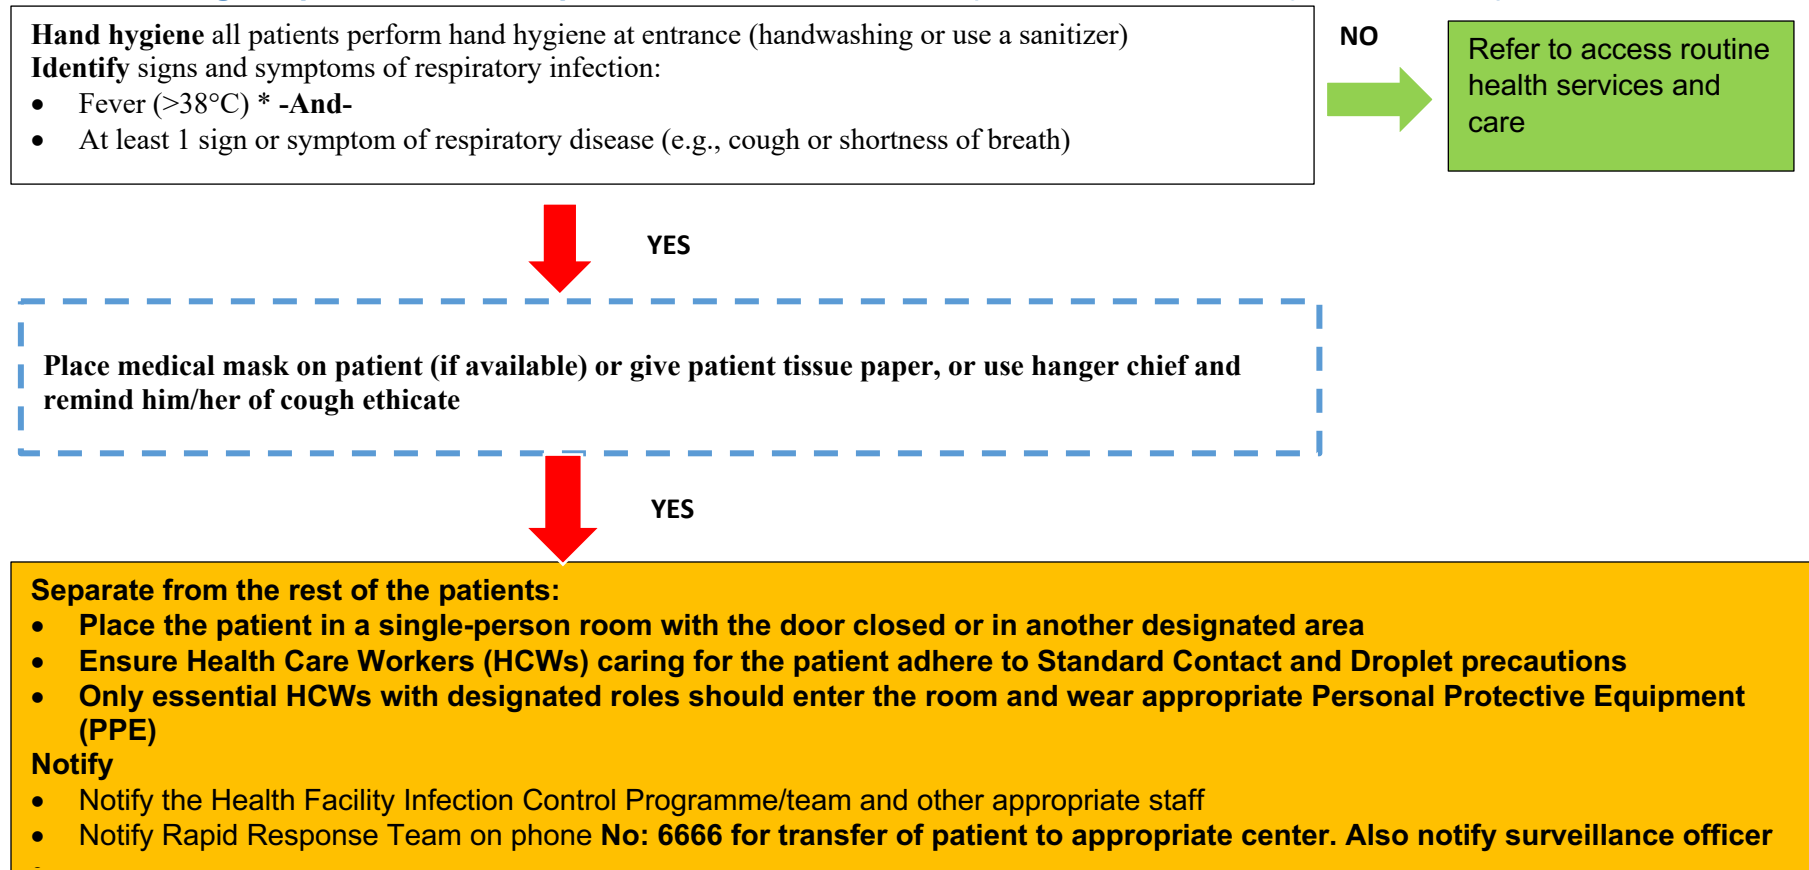 Hand hygiene all patients perform hand hygiene at entrance (handwashing or use a sanitizer)
Identify signs and symptoms of respiratory infection:
• Fever (>38°C) * -And-
• At least 1 sign or symptom of respiratory disease (e.g., cough or shortness of breath)
NO
Refer to access routine
health services and
care
YES
Place medical mask on patient (if available) or give patient tissue paper, or use hanger chief and
remind him/her of cough ethicate
YES
Separate from the rest of the patients:
• Place the patient in a single-person room with the door closed or in another designated area
• Ensure Health Care Workers (HCWs) caring for the patient adhere to Standard Contact and Droplet precautions
• Only essential HCWs with designated roles should enter the room and wear appropriate Personal Protective Equipment
(PPE)
Notify
• Notify the Health Facility Infection Control Programme/team and other appropriate staff
• Notify Rapid Response Team on phone No: 6666 for transfer of patient to appropriate center. Also notify surveillance officer